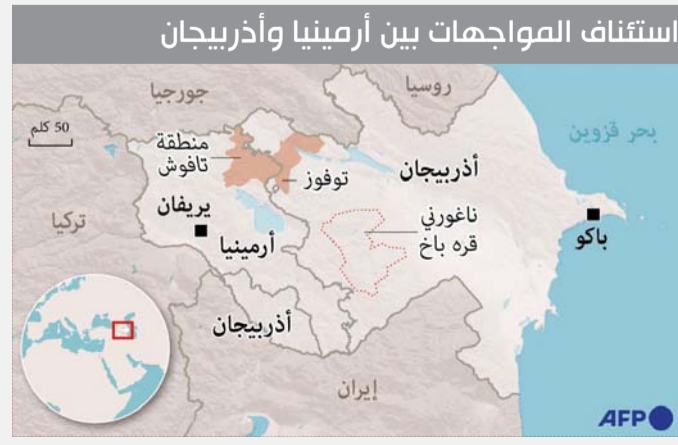 استئناف المواجهات بين أرمينيا وأذربيجان
روسيا
جورجيا
50 كلم
بحر قزوين
منطقة
تافوش
أذربيجان
توفوز
يريفان
ناغورني
قره باخ
تركيا
باكو
أرمينيا
أذربيجان
إيران
AFP